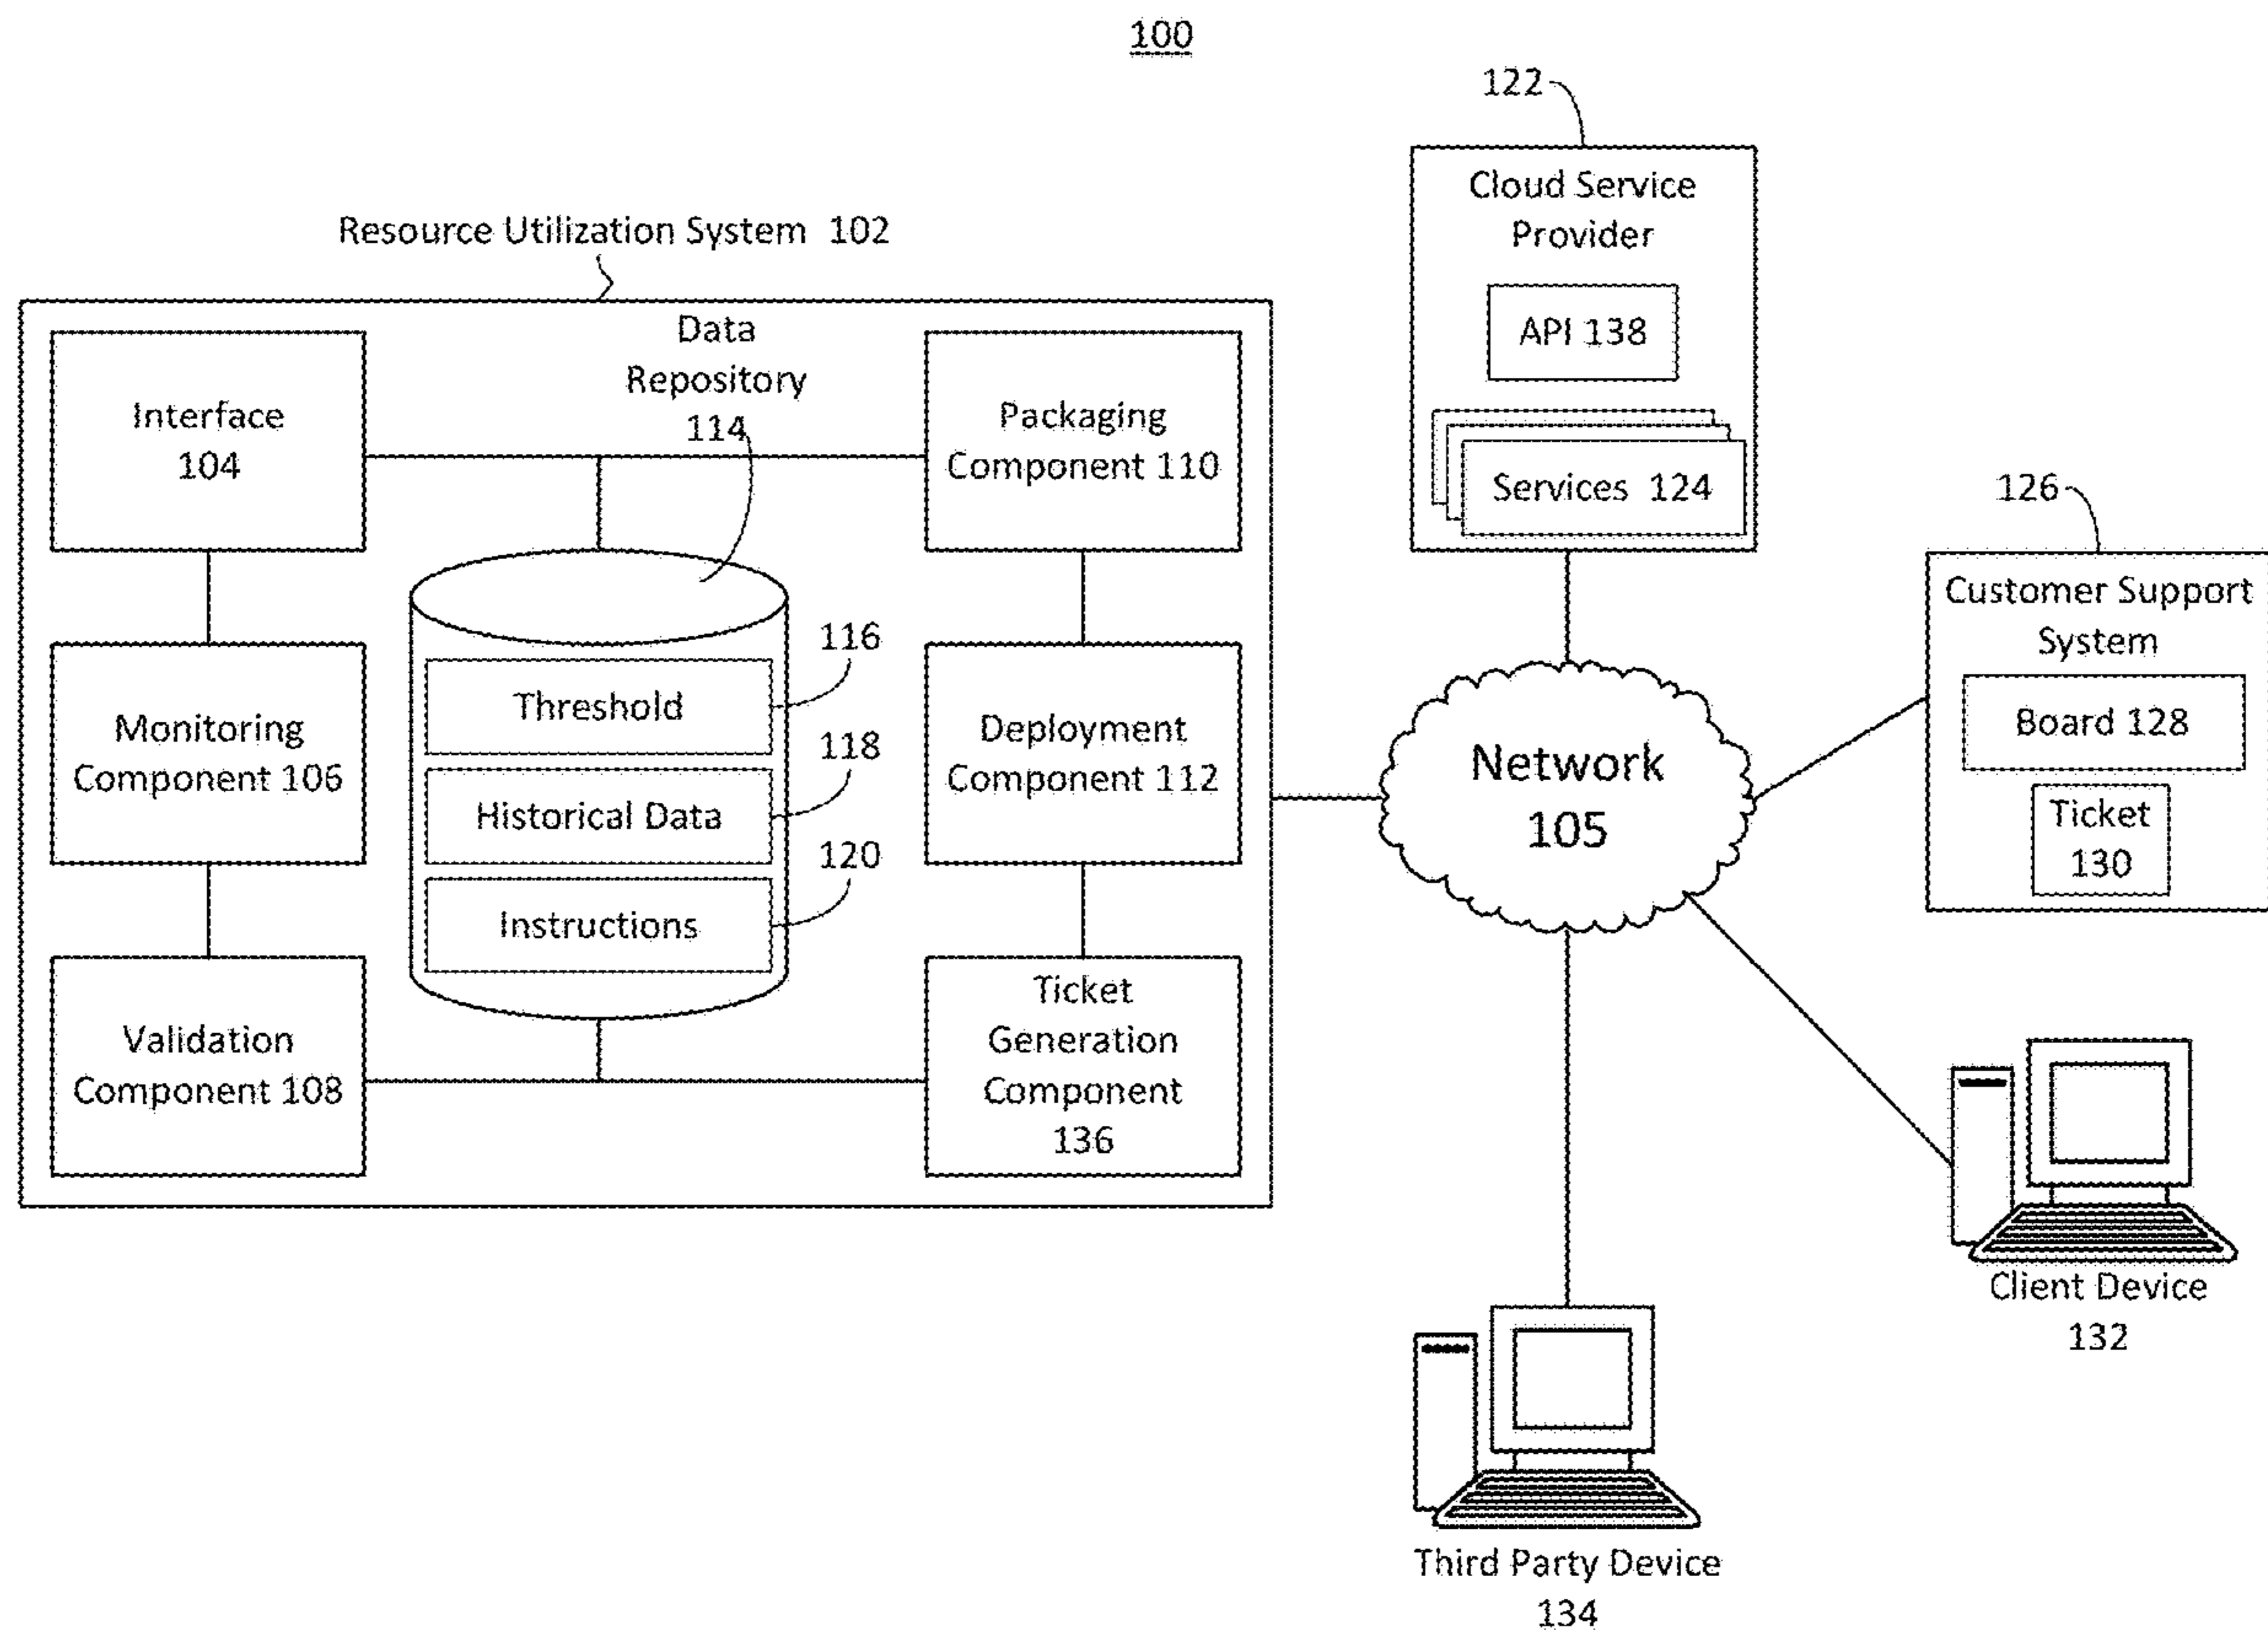 100
122
Cloud Service
Provider
API 138
Services 124
Resource Utilization System 102
Data
Repository
114
Interface
104
Packaging
Component 110
126
Customer Support
System
Board 128
Ticket
130
116
Threshold
Monitoring
Component 106
118
Historical Data
Deployment
Component 112
Network
105
120
Instructions
Validation
Component 108
Ticket
Generation
Component
136
Client Device
132
Third Party Device
134